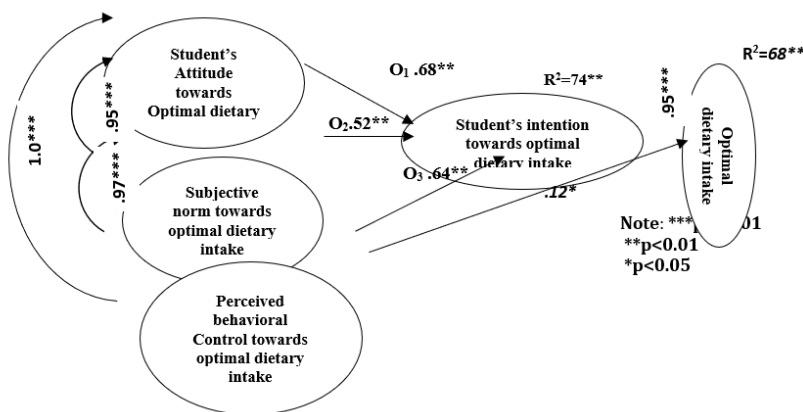 Student's
Attitude
towards
Optimal dietary
1.0***
.95***
.97***
O₁ .68**
O₂.52**
O₃ .64**
R²=74**
Student's intention
towards optimal
dietary intake
.12*
.95***
R²=68**
Optimal
dietary intake
Subjective
norm towards
optimal dietary
intake
Perceived
behavioral
Control towards
optimal dietary
intake
Note: ***p 01
**p<0.01
*p<0.05